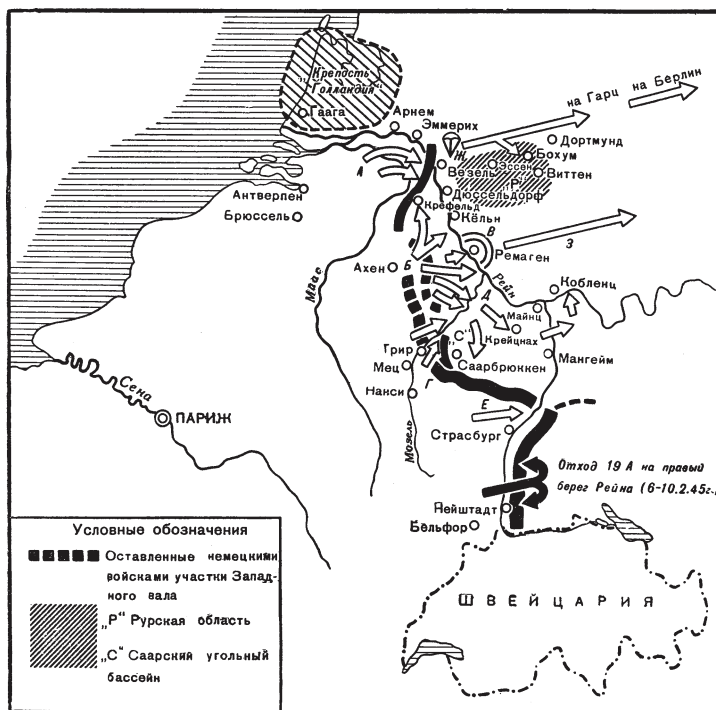 „Крепость
Голландия"
Гаага
Арнем
Эммерих
на Гарц
на Берлин
Ж
Дортмунд
Бохум
Везель
Эссен
„Р"
Виттен
А
Антверпен
Брюссель
Дюссельдорф
Крефельд
Кёльн
В
Ремаген
З
Маас
Ахен
Б
Рейн
Д
Кобленц
Майнц
Крейцнах
„С"
Грир
Саарбрюккен
Мангейм
Мец
Г
Накси
Сена
ПАРИЖ
Мозель
Е
Страсбург
Отход 19 А на правый
берег Рейна (6-10.2.45г.)
Нейштадт
Бельфор
ШВЕЙЦАРИЯ
Условные обозначения
Оставленные немецкими
войсками участки Запад-
ного вала
„Р" Рурская область
„С" Саарский угольный
бассейн